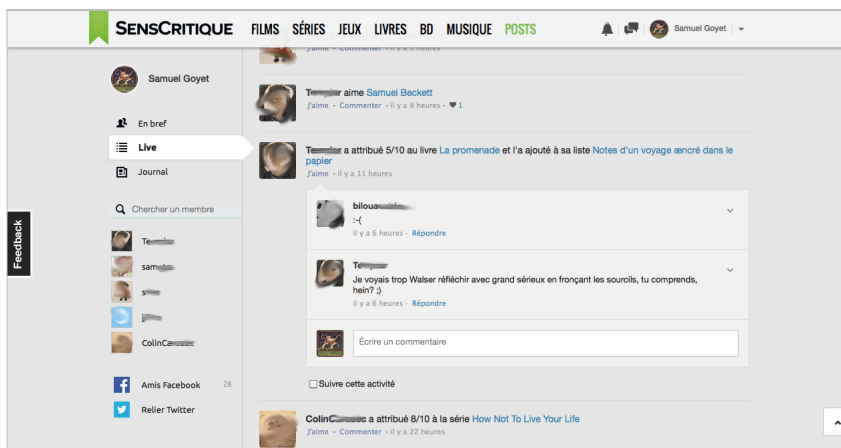 SENSCRITIQUE FILMS SÉRIES JEUX LIVRES BD MUSIQUE POSTS Samuel Goyet
J'aime • Commenter • il y a 5 heures
Samuel Goyet
En bref
Live
Journal
Chercher un membre
ColinCa
Amis Facebook 28
Relier Twitter
Feedback
aime Samuel Beckett
J'aime • Commenter • il y a 8 heures • 1
a attribué 5/10 au livre La promenade et l'a ajouté à sa liste Notes d'un voyage æncré dans le
papier
J'aime • il y a 11 heures
biloua
:-(
il y a 6 heures • Répondre
Je voyais trop Walser réfléchir avec grand sérieux en fronçant les sourcils, tu comprends,
hein? ;)
il y a 6 heures • Répondre
Écrire un commentaire
Suivre cette activité
ColinC a attribué 8/10 à la série How Not To Live Your Life
J'aime • Commenter • il y a 22 heures